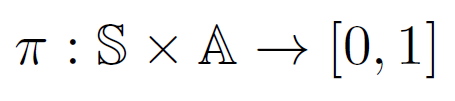 π : 𝕊 × 𝔸 → [0, 1]